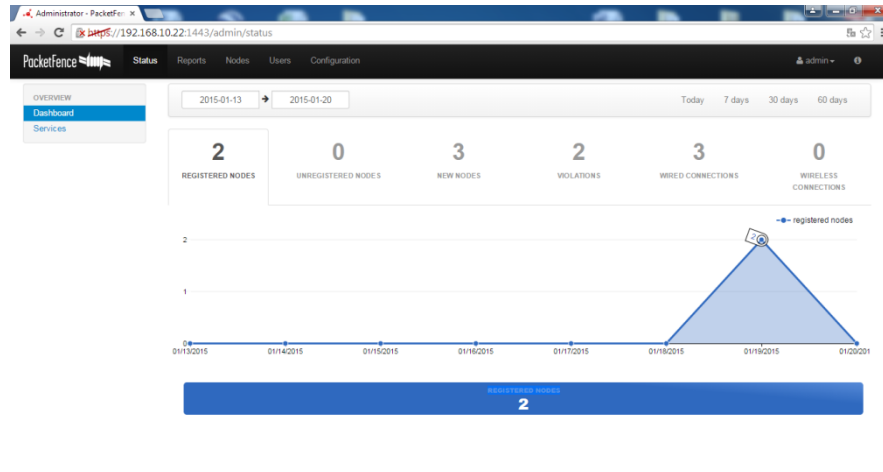 Administrator - PacketFen
https://192.168.10.22:1443/admin/status
PacketFence Status Reports Nodes Users Configuration admin
OVERVIEW
Dashboard
Services
2015-01-13 → 2015-01-20 Today 7 days 30 days 60 days
2 0 3 2 3 0
REGISTERED NODES UNREGISTERED NODES NEW NODES VIOLATIONS WIRED CONNECTIONS WIRELESS
CONNECTIONS
registered nodes
2
2
1
0
01/13/2015 01/14/2015 01/15/2015 01/16/2015 01/17/2015 01/18/2015 01/19/2015 01/20/201
REGISTERED NODES
2